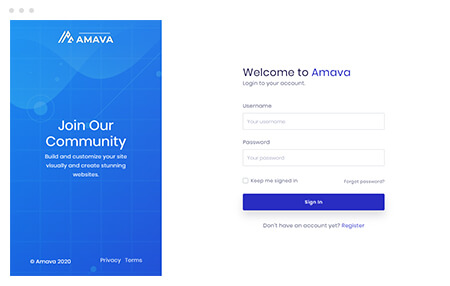 AMAVA
Join Our
Community
Build and customize your site
visually and create stunning
websites.
© Amava 2020
Privacy Terms
Welcome to Amava
Login to your account.
Username
Your username
Password
Your password
Keep me signed in
Forgot password?
Sign In
Don't have an account yet? Register